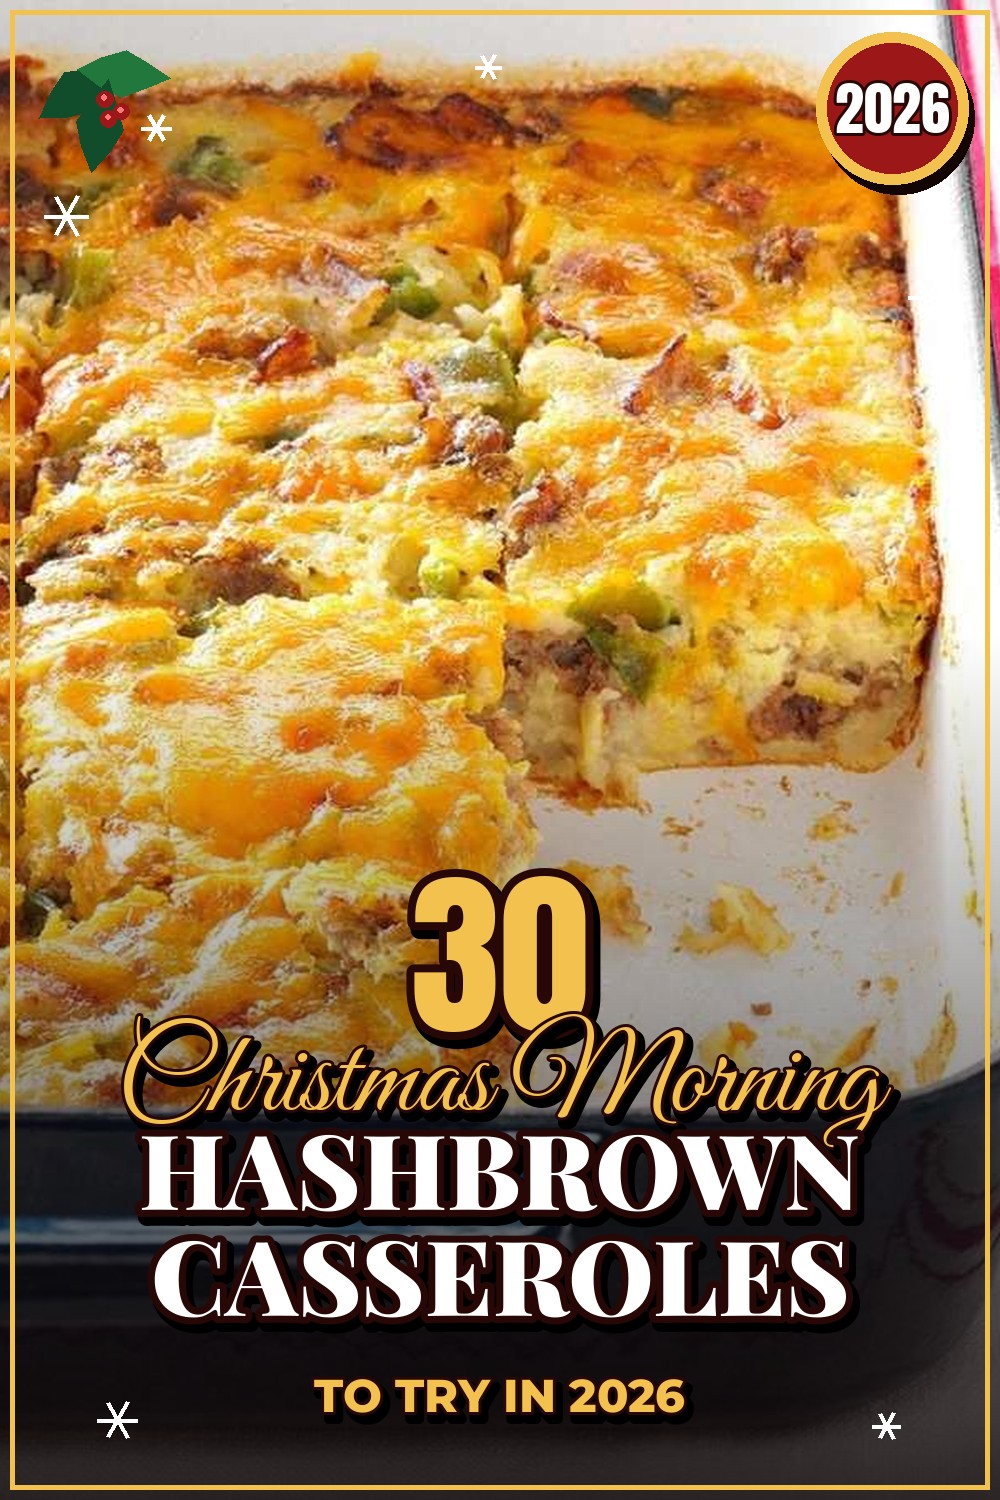 2026
30
Christmas Morning
HASHBROWN
CASSEROLES
TO TRY IN 2026